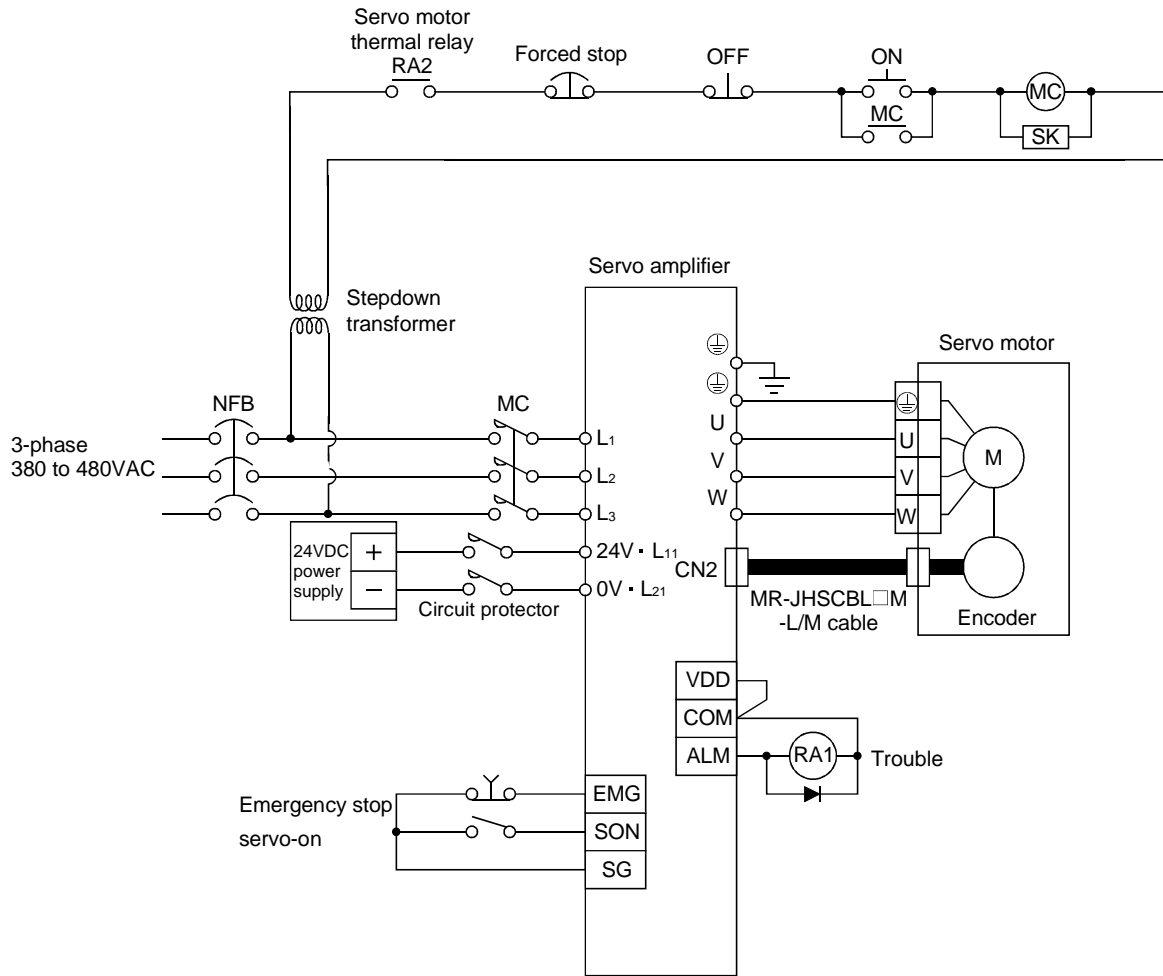 Servo motor
thermal relay
RA2
Forced stop
OFF
ON
MC
MC
SK
Servo amplifier
Stepdown
transformer
Servo motor
NFB
MC
3-phase
380 to 480VAC
L1
L2
L3
U
V
W
U
V
W
M
24VDC
power
supply
+
−
Circuit protector
24V · L11
0V · L21
CN2
MR-JHSCBL□M
-L/M cable
Encoder
VDD
COM
ALM
RA1
Trouble
Emergency stop
servo-on
EMG
SON
SG